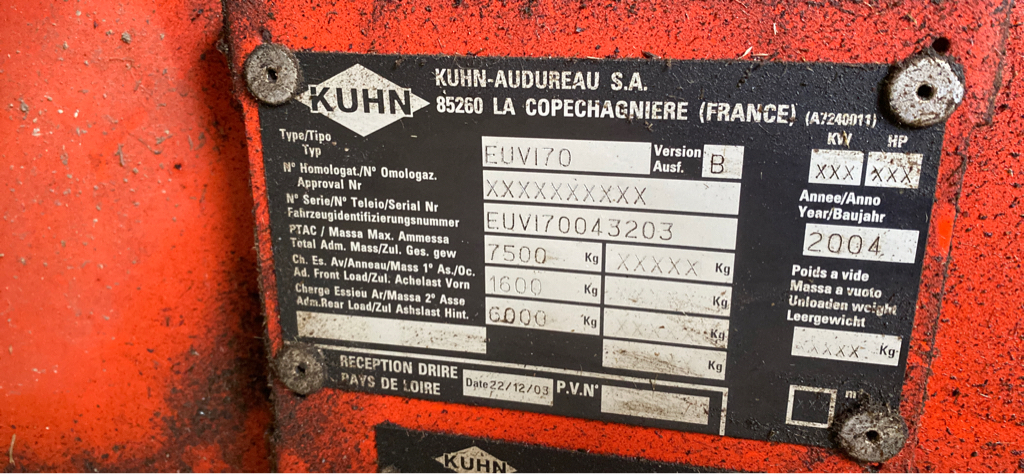 KUHN
KUHN-AUDUREAU S.A.
85260 LA COPECHAGNIERE (FRANCE) (A7240011)
Type/Tipo
Typ
EUV170
Version
Ausf.
B
KW HP
XXX XXX
N° Homologat./N° Omologaz.
Approval Nr
XXXXXXXXXX
Annee/Anno
Year/Baujahr
2004
N° Serie/N° Teleio/Serial Nr
Fahrzeugidentifizierungsnummer
EUV170043203
PTAC / Massa Max. Ammessa
Total Adm. Mass/Zul. Ges. gew
7500 Kg XXXXX Kg
Ch. Es. Av/Anneau/Mass 1° As./Oc.
Ad. Front Load/Zul. Achelast Vorn
1600 Kg Kg
Cherge Essieu Ar/Massa 2° Asse
Adm.Rear Load/Zul Ashslast Hint.
6000 Kg XXX Kg
Kg
Poids a vide
Massa a vuoto
Unloaden weight
Leergewicht
XXXX Kg
RECEPTION DRIRE
PAYS DE LOIRE
Date 22/12/03 P.V.N°
KUHN